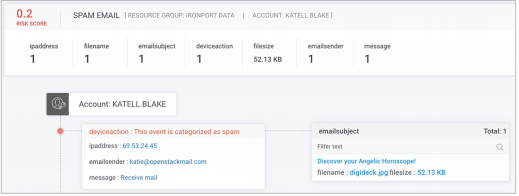 0.2
RISK SCORE
SPAM EMAIL [ RESOURCE GROUP: IRONPORT DATA | ACCOUNT: KATELL.BLAKE ]
ipaddress filename emailsubject deviceaction filesize emailsender message
1 1 1 1 52.13 KB 1 1
Account: KATELL.BLAKE
deviceaction : This event is categorized as spam
ipaddress : 69.53.24.45
emailsender : katie@openstackmail.com
message : Receive mail
emailsubject Total: 1
Filter text
Discover your Angelic Horoscope!
filename : digideck.jpg filesize : 52.13 KB